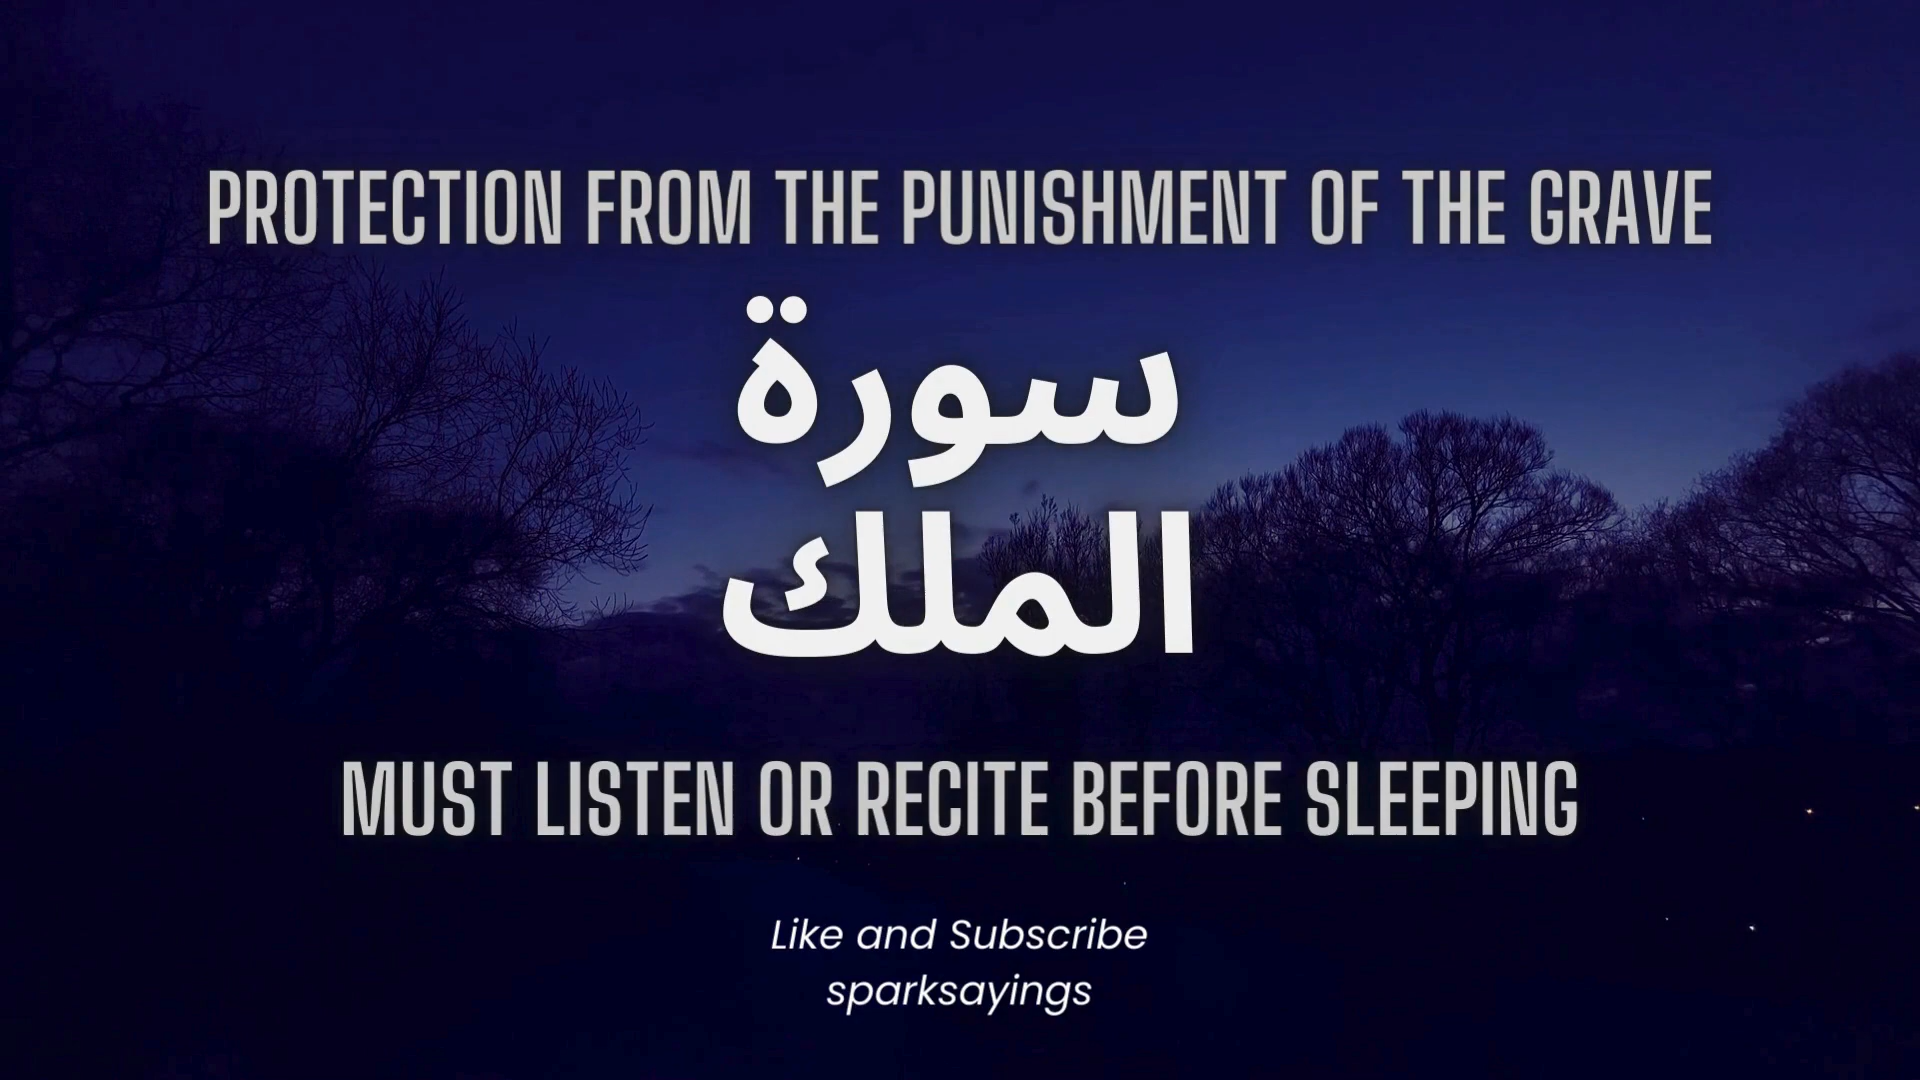 PROTECTION FROM THE PUNISHMENT OF THE GRAVE
سورة
الملك
MUST LISTEN OR RECITE BEFORE SLEEPING
Like and Subscribe
sparksayings